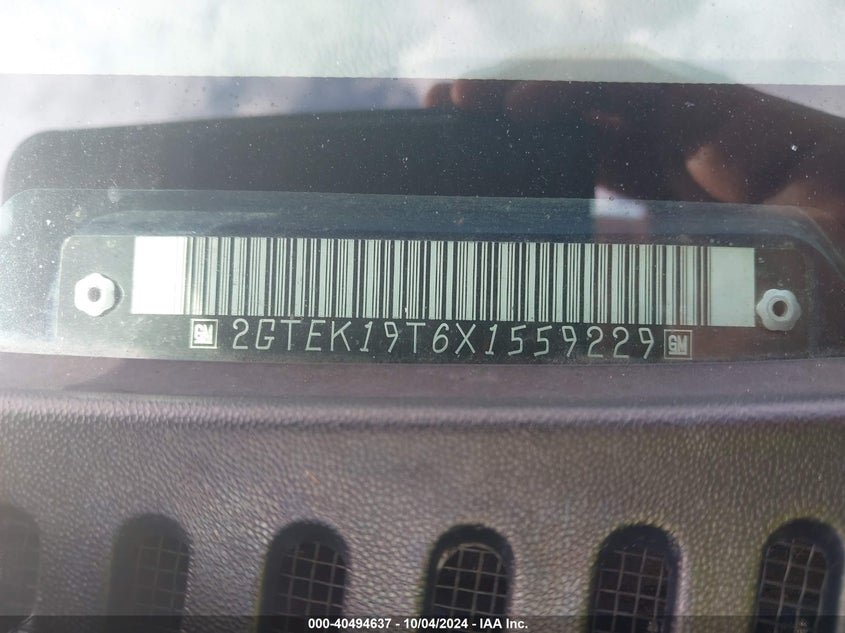 GM 2GTEK19T6X1559229 GM
000-40494637 - 10/04/2024 - IAA Inc.